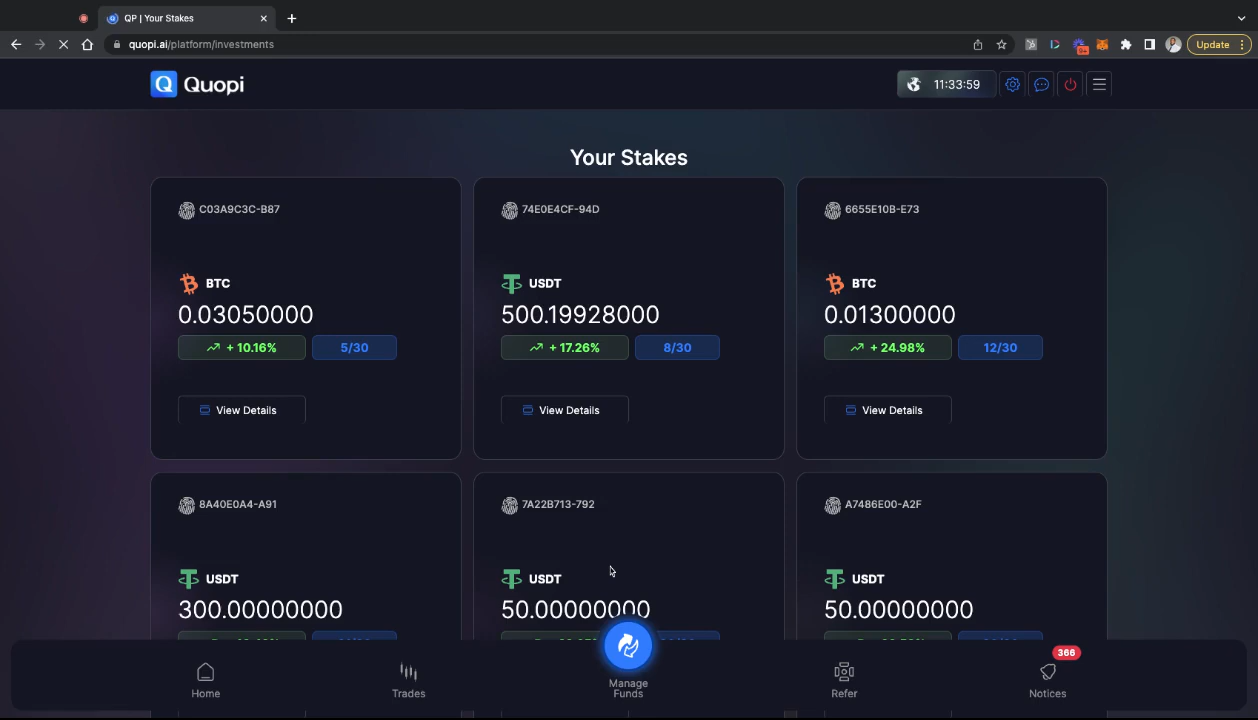 QP | Your Stakes
quopi.ai/platform/investments
9+
Update
Quopi
11:33:59
Your Stakes
C03A9C3C-B87
BTC
0.03050000
+ 10.16%
5/30
View Details
74E0E4CF-94D
USDT
500.19928000
+ 17.26%
8/30
View Details
6655E10B-E73
BTC
0.01300000
+ 24.98%
12/30
View Details
8A40E0A4-A91
USDT
300.00000000
7A22B713-792
USDT
50.00000000
A7486E00-A2F
USDT
50.00000000
Home
Trades
Manage
Funds
Refer
366
Notices